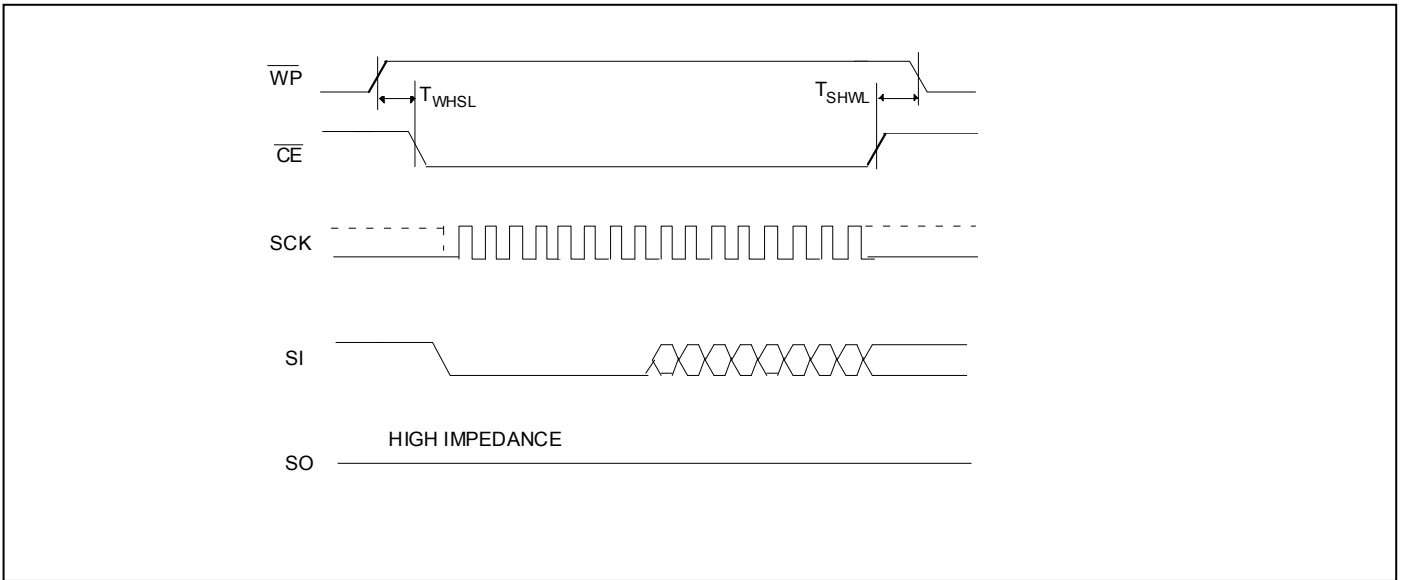 WP
TWHSL
TSHWL
CE
SCK
SI
HIGH IMPEDANCE
SO